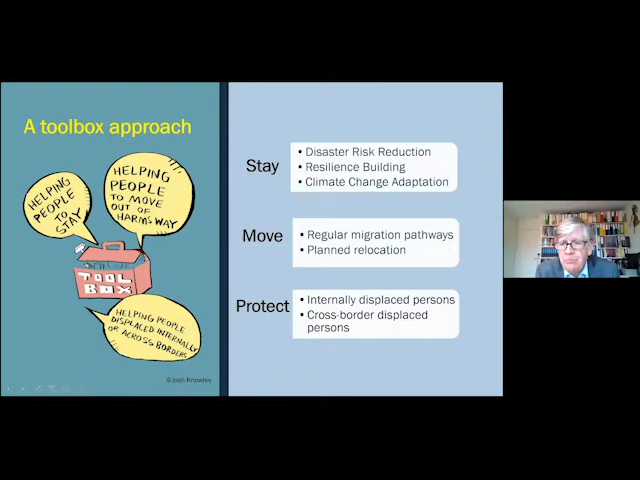 A toolbox approach
HELPING
PEOPLE
TO
STAY
HELPING
PEOPLE
TO MOVE
OUT OF
HARMS WAY
TOOL
BOX
HELPING PEOPLE
DISPLACED INTERNALLY
OR ACROSS BORDERS
©Josh Knowles
Stay
• Disaster Risk Reduction
• Resilience Building
• Climate Change Adaptation
Move
• Regular migration pathways
• Planned relocation
Protect
• Internally displaced persons
• Cross-border displaced
persons